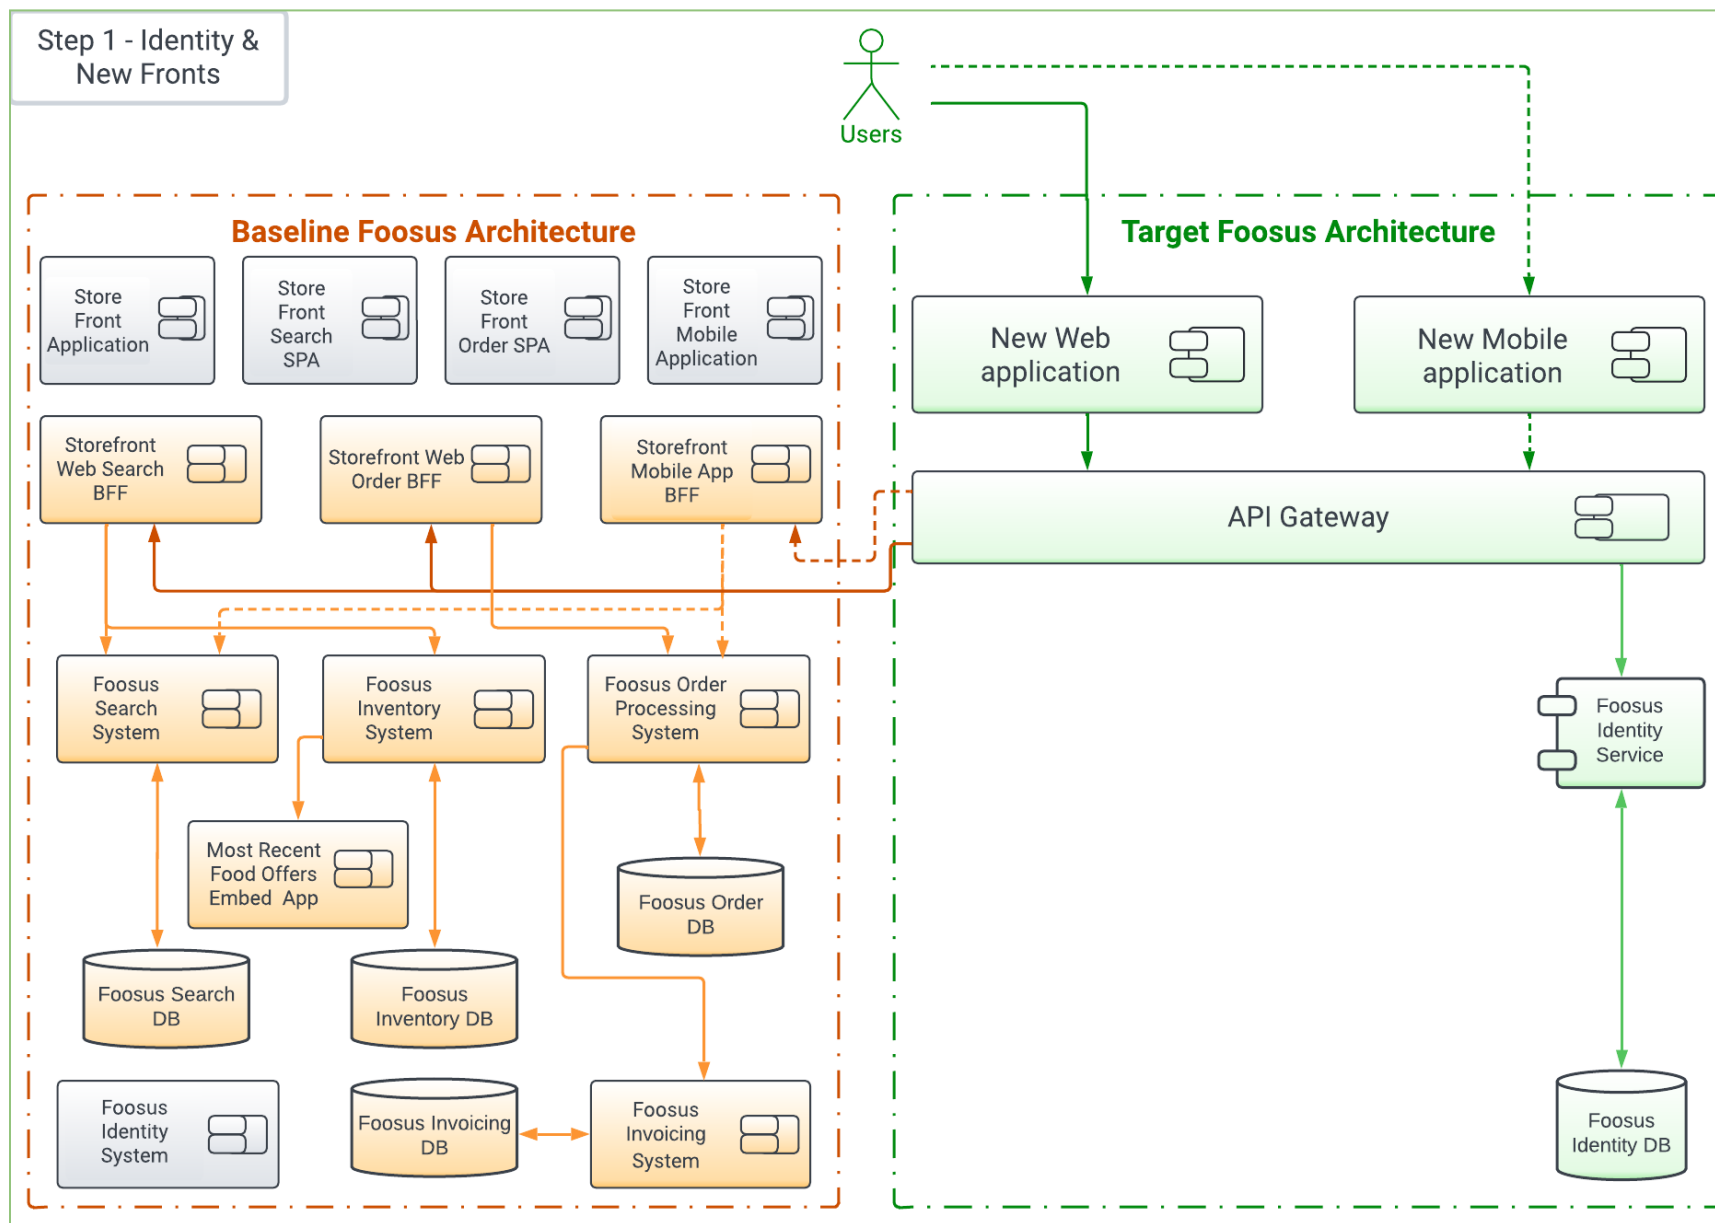 Step 1 - Identity &
New Fronts
Users
Baseline Foosus Architecture
Target Foosus Architecture
Store
Front
Application
Store
Front
Search
SPA
Store
Front
Order SPA
Store
Front
Mobile
Application
New Web
application
New Mobile
application
Storefront
Web Search
BFF
Storefront Web
Order BFF
Storefront
Mobile App
BFF
API Gateway
Foosus
Search
System
Foosus
Inventory
System
Foosus Order
Processing
System
Foosus
Identity
Service
Most Recent
Food Offers
Embed App
Foosus Order
DB
Foosus Search
DB
Foosus
Inventory DB
Foosus
Identity
System
Foosus Invoicing
DB
Foosus
Invoicing
System
Foosus
Identity DB